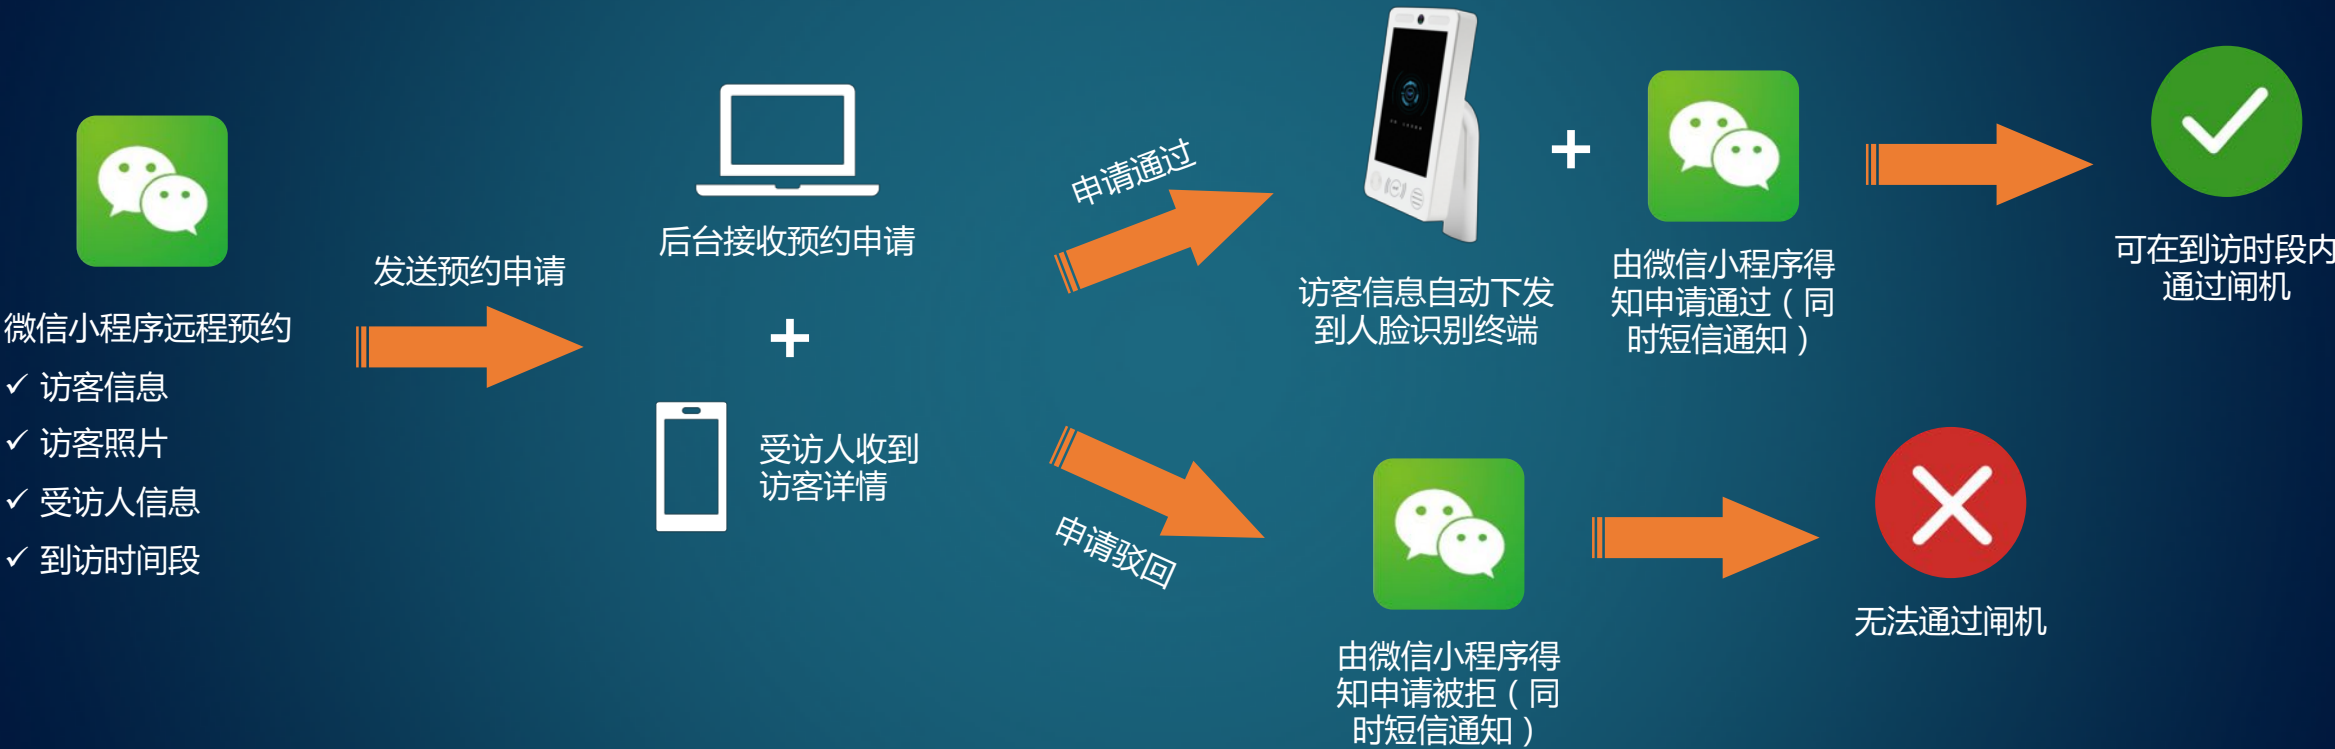 微信小程序远程预约
✓ 访客信息
✓ 访客照片
✓ 受访人信息
✓ 到访时间段
发送预约申请
后台接收预约申请
+
受访人收到
访客详情
申请通过
访客信息自动下发
到人脸识别终端
+
由微信小程序得
知申请通过（同
时短信通知）
可在到访时段内
通过闸机
申请驳回
由微信小程序得
知申请被拒（同
时短信通知）
无法通过闸机